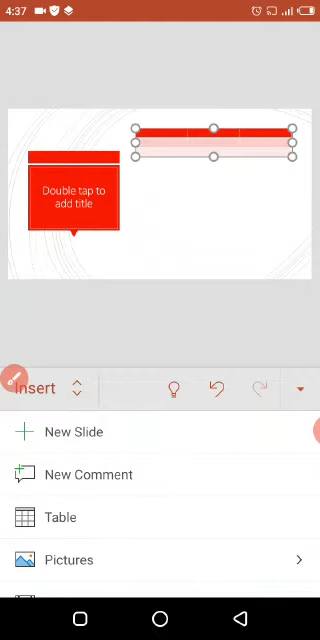 4:37
Double tap to
add title
Insert
New Slide
New Comment
Table
Pictures